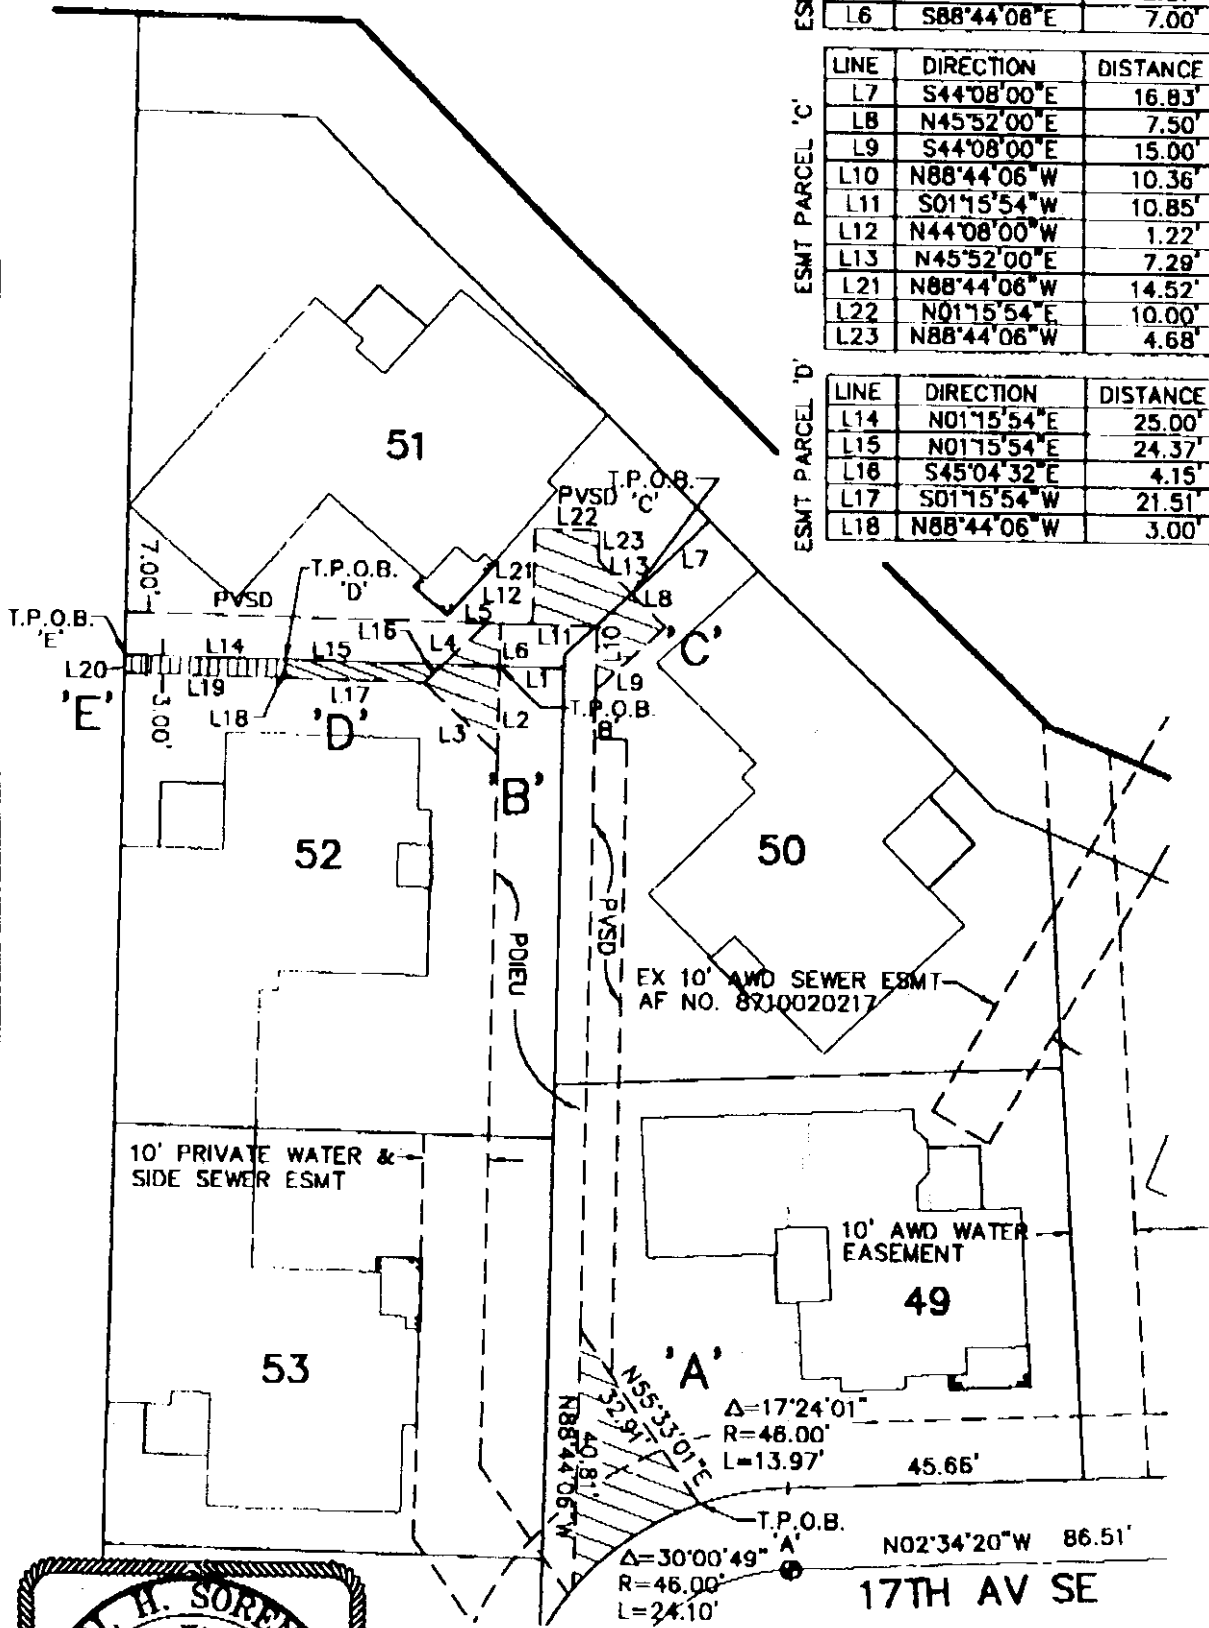 L6 S88°44'06"E 7.00'
ESMT PARCEL 'C'
LINE DIRECTION DISTANCE
L7 S44°08'00"E 16.83'
L8 N45°52'00"E 7.50'
L9 S44°08'00"E 15.00'
L10 N88°44'06"W 10.36'
L11 S01°15'54"W 10.85'
L12 N44°08'00"W 1.22'
L13 N45°52'00"E 7.29'
L21 N88°44'06"W 14.52'
L22 N01°15'54"E 10.00'
L23 N88°44'06"W 4.68'
ESMT PARCEL 'D'
LINE DIRECTION DISTANCE
L14 N01°15'54"E 25.00'
L15 N01°15'54"E 24.37'
L16 S45°04'32"E 4.15'
L17 S01°15'54"W 21.51'
L18 N88°44'06"W 3.00'
51
T.P.O.B.
'C'
PVSD
L22
L23
L13
L7
L21
L12
L8
L5
7.00'
PVSD
T.P.O.B.
'D'
T.P.O.B.
'E'
L16
L4
L11
L10
'C'
L14
L15
L6
L1
L9
L20
L19
L17
L2
T.P.O.B.
'B'
'E'
3.00'
L18
'D'
L3
'B'
52
50
PVSD
PDIEU
EX 10' AWD SEWER ESMT
AF NO. 8710020217
10' PRIVATE WATER &
SIDE SEWER ESMT
10' AWD WATER
EASEMENT
49
53
'A'
N55°33'01"E
32.91'
N88°44'06"W
40.81'
Δ=17°24'01"
R=46.00'
L=13.97'
45.66'
T.P.O.B.
'A'
Δ=30°00'49"
R=46.00'
L=24.10'
N02°34'20"W 86.51'
17TH AV SE
H. SOREN